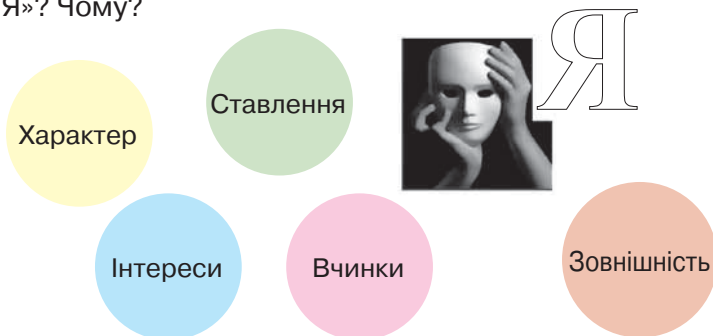 Я»? Чому?
Я
Ставлення
Характер
Інтереси
Вчинки
Зовнішність